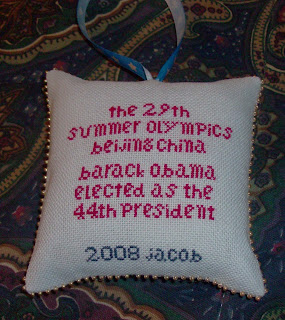 the 29th
summer olympics
beijing china
barack obama
elected as the
44th president
2008 jacob